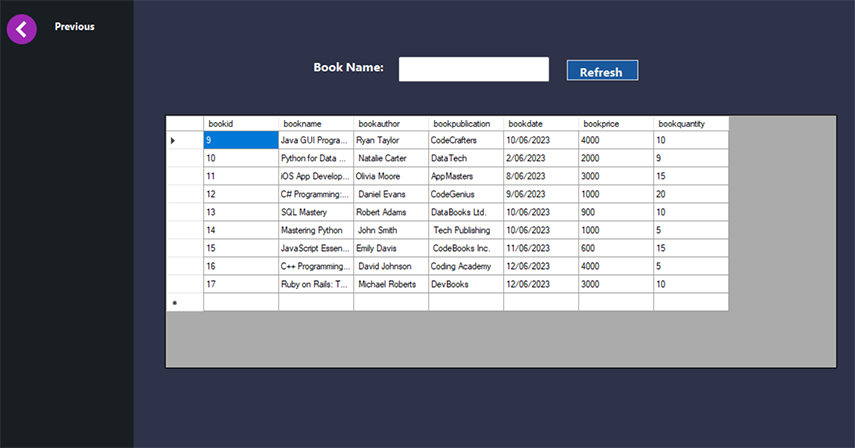 Previous
Book Name:
Refresh
bookid bookname bookauthor bookpublication bookdate bookprice bookquantity
9 Java GUI Progra... Ryan Taylor CodeCrafters 10/06/2023 4000 10
10 Python for Data ... Natalie Carter DataTech 2/06/2023 2000 9
11 iOS App Develop... Olivia Moore AppMasters 8/06/2023 3000 15
12 C# Programming:... Daniel Evans CodeGenius 9/06/2023 1000 20
13 SQL Mastery Robert Adams DataBooks Ltd. 10/06/2023 900 10
14 Mastering Python John Smith Tech Publishing 10/06/2023 1000 5
15 JavaScript Essen... Emily Davis CodeBooks Inc. 11/06/2023 600 15
16 C++ Programming... David Johnson Coding Academy 12/06/2023 4000 5
17 Ruby on Rails: T... Michael Roberts DevBooks 12/06/2023 3000 10